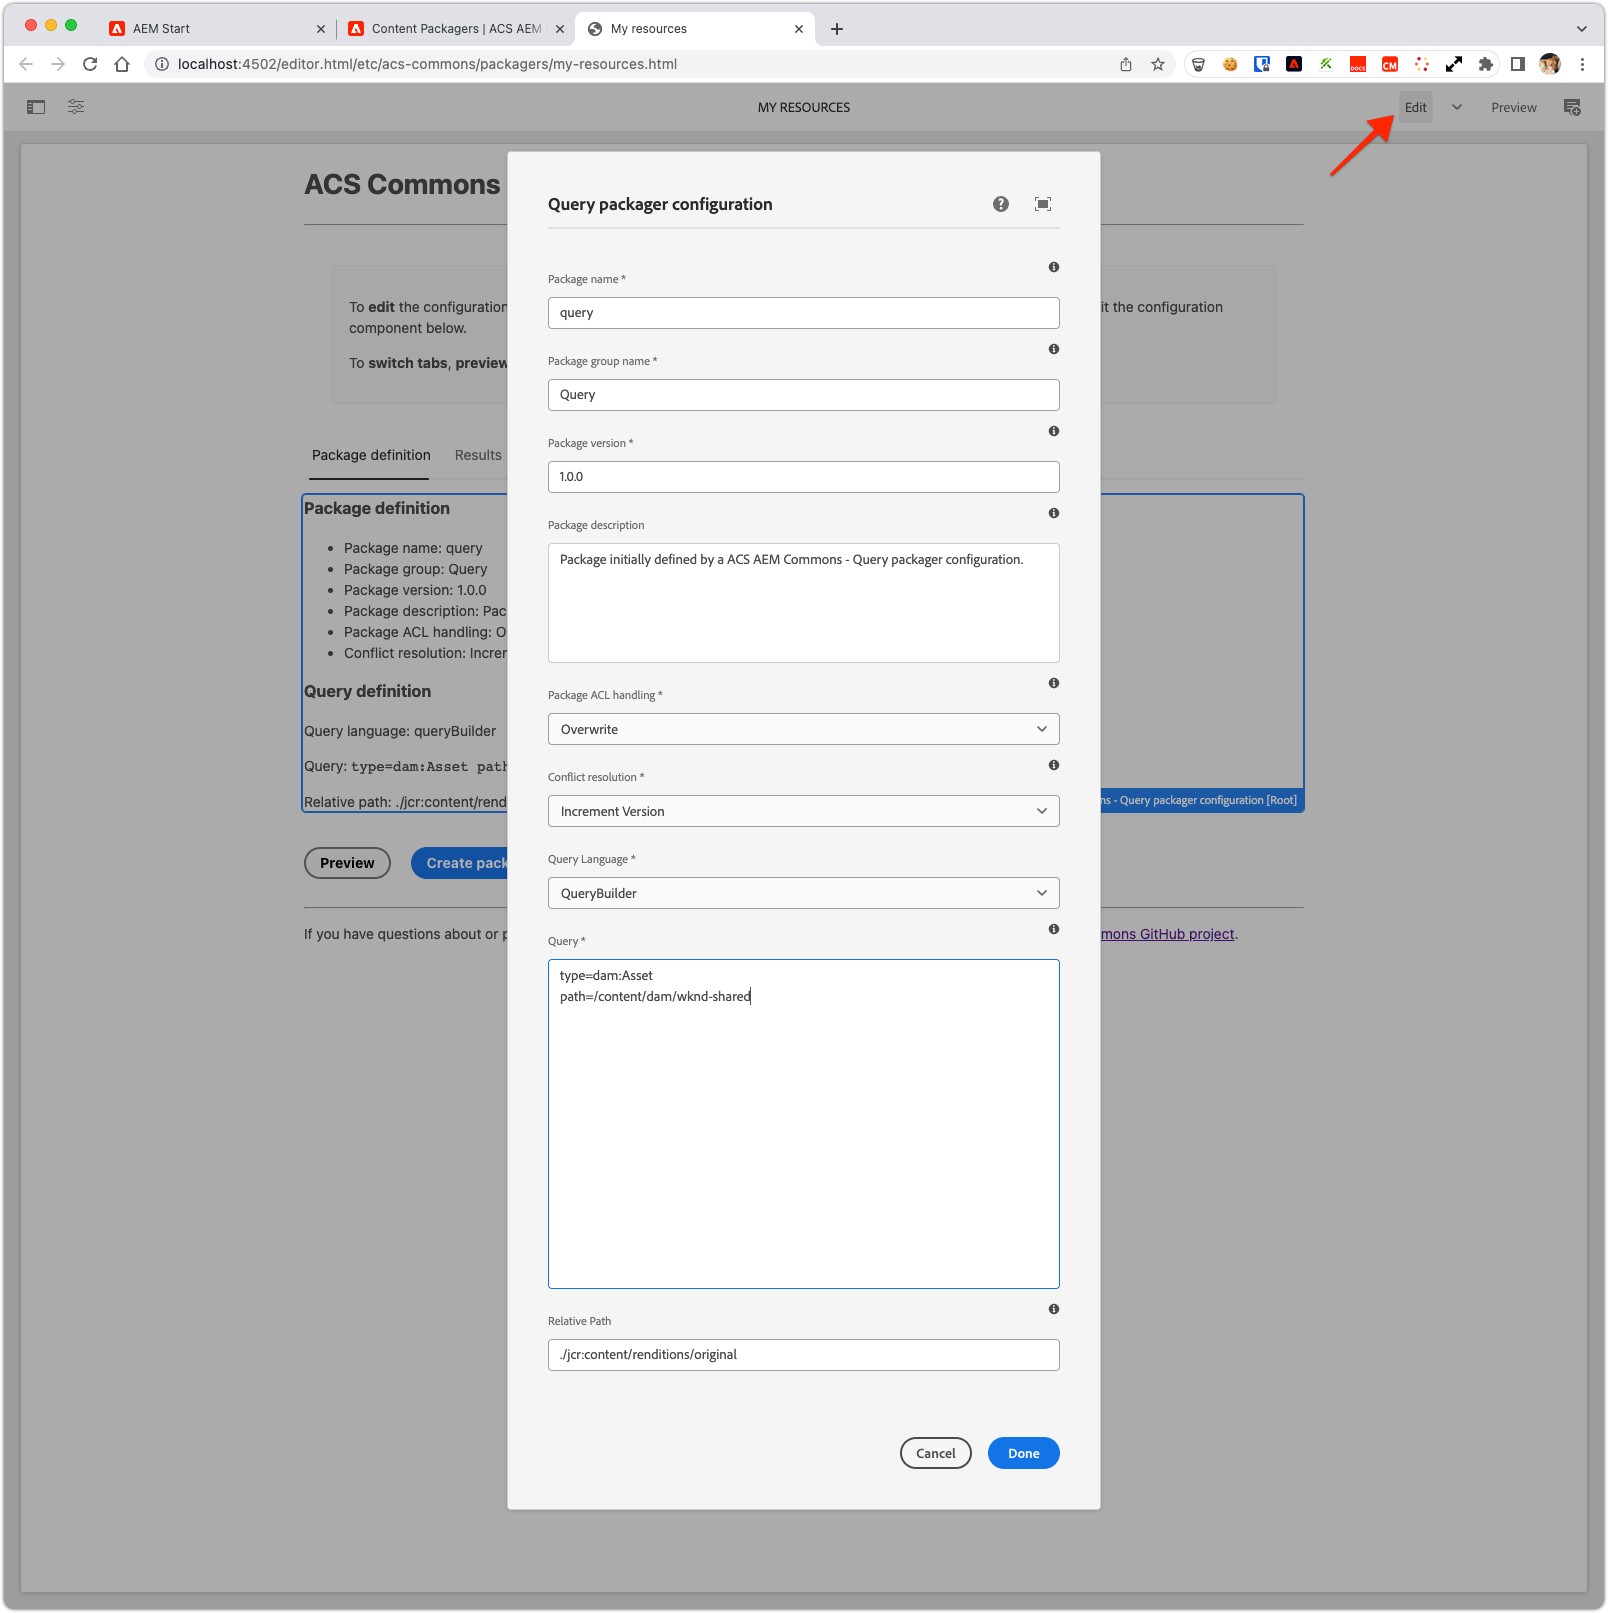 AEM Start
Content Packagers | ACS AEM
My resources
localhost:4502/editor.html/etc/acs-commons/packagers/my-resources.html
DOCS
CM
MY RESOURCES
Edit
Preview
ACS Commons
To edit the configuration
it the configuration
component below.
To switch tabs, preview
Package definition
Results
Package definition
Package name: query
Package group: Query
Package version: 1.0.0
Package description: Pac
Package ACL handling: O
Conflict resolution: Increr
Query definition
Query language: queryBuilder
Query: type=dam:Asset path
Relative path: ./jcr:content/rend
ns - Query packager configuration [Root]
Preview
Create pack
If you have questions about or p
mons GitHub project.
Query packager configuration
Package name *
query
Package group name *
Query
Package version *
1.0.0
Package description
Package initially defined by a ACS AEM Commons - Query packager configuration.
Package ACL handling *
Overwrite
Conflict resolution *
Increment Version
Query Language *
QueryBuilder
Query *
type=dam:Asset
path=/content/dam/wknd-shared
Relative Path
./jcr:content/renditions/original
Cancel
Done